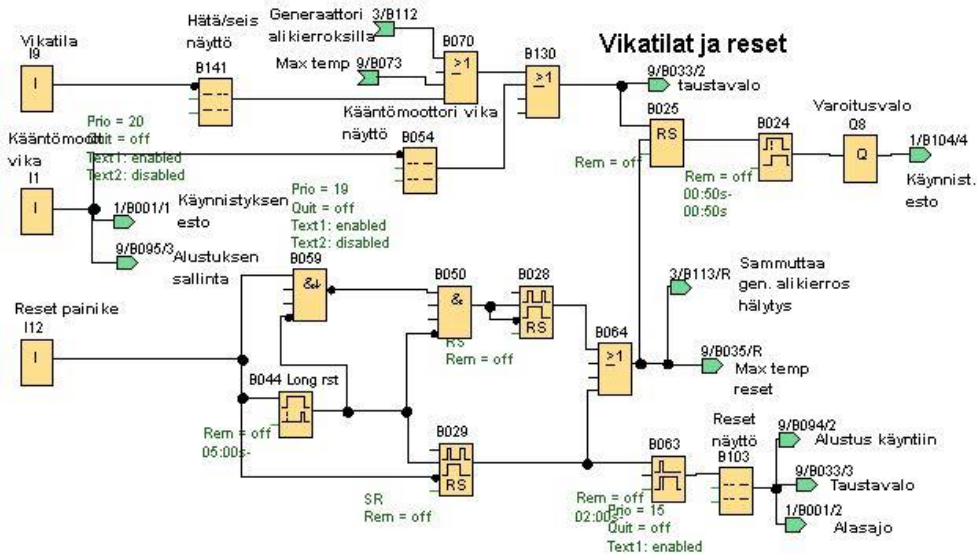 Vikatilat ja reset
Vikatila
I9
I
Hätä/seis
näyttö
B141
Prio = 20
Quit = off
Text1: enabled
Text2: disabled
Generaattori
alikierroksilla
3/B112
Max temp
9/B073
B070
≥1
B130
≥1
Kääntömoottori vika
näyttö
B054
Prio = 19
Quit = off
Text1: enabled
Text2: disabled
9/B033/2
taustavalo
B025
RS
Rem = off
B024
Rem = off
00:50s-
00:50s
Varoitusvalo
Q8
Q
1/B104/4
Käynnist.
esto
Kääntömoott
vika
I1
I
1/B001/1
Käynnistyksen
esto
9/B095/3
Alustuksen
sallinta
Reset painike
I12
I
B059
&↓
B050
&
RS
Rem = off
B028
RS
B064
≥1
3/B113/R
Sammuttaa
gen. alikierros
hälytys
9/B035/R
Max temp
reset
B044 Long rst
Rem = off
05:00s-
B029
RS
SR
Rem = off
B063
Rem = off
02:00s-
Prio = 15
Quit = off
Text1: enabled
Reset
näyttö
B103
9/B094/2
Alustus käyntiin
9/B033/3
Taustavalo
1/B001/2
Alasajo